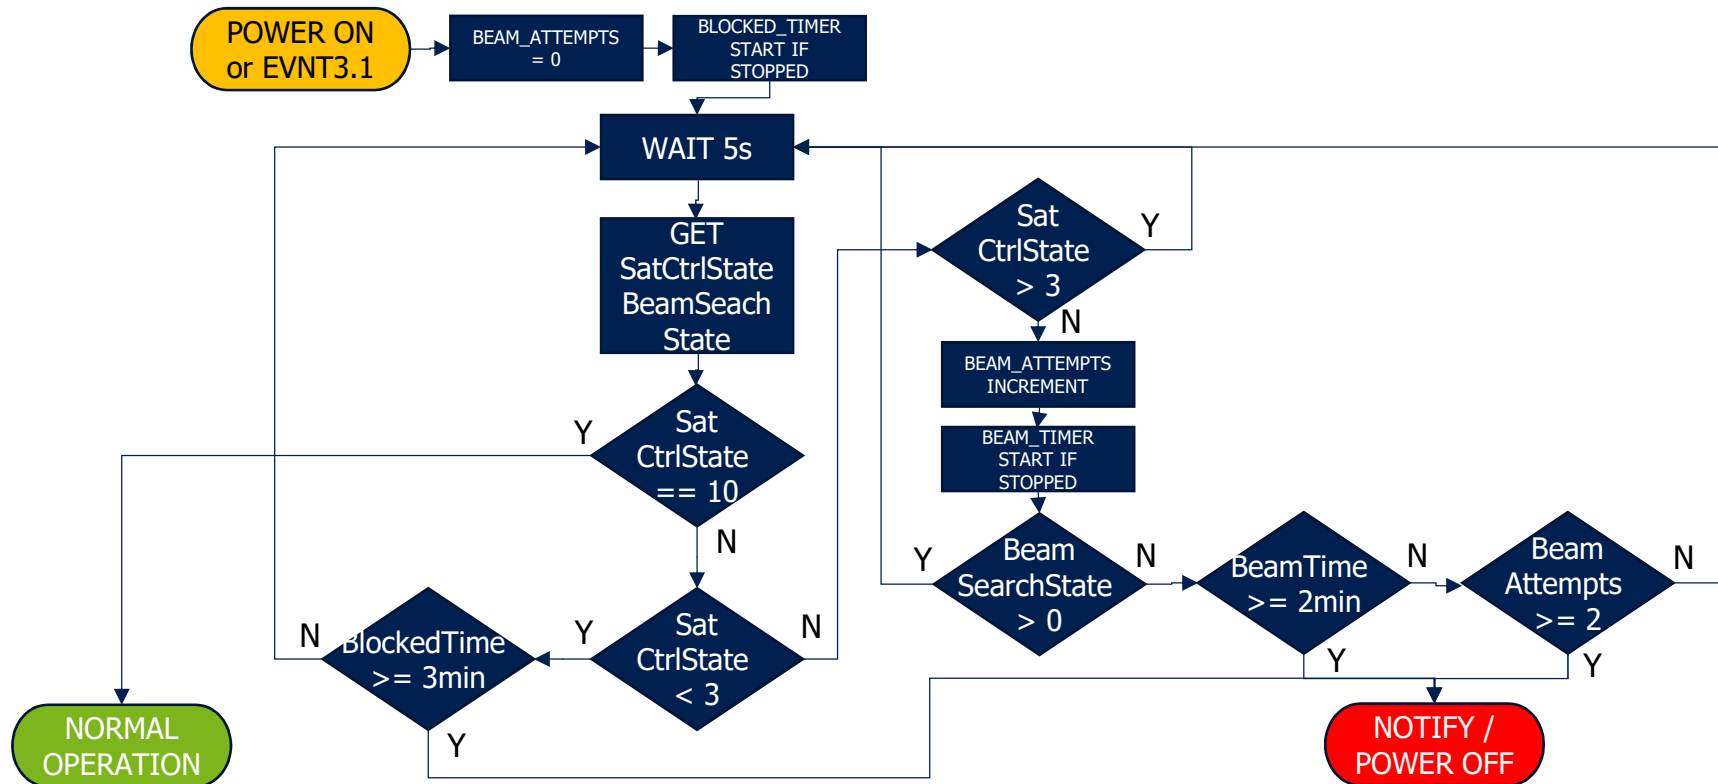 POWER ON
or EVNT3.1
BEAM_ATTEMPTS
= 0
BLOCKED_TIMER
START IF
STOPPED
WAIT 5s
GET
SatCtrlState
BeamSeach
State
Sat
CtrlState
> 3
Y
N
BEAM_ATTEMPTS
INCREMENT
BEAM_TIMER
START IF
STOPPED
Sat
CtrlState
== 10
Y
N
Beam
SearchState
> 0
Y
N
BeamTime
>= 2min
N
Y
Beam
Attempts
>= 2
N
Y
Sat
CtrlState
< 3
Y
N
BlockedTime
>= 3min
N
Y
NORMAL
OPERATION
NOTIFY /
POWER OFF